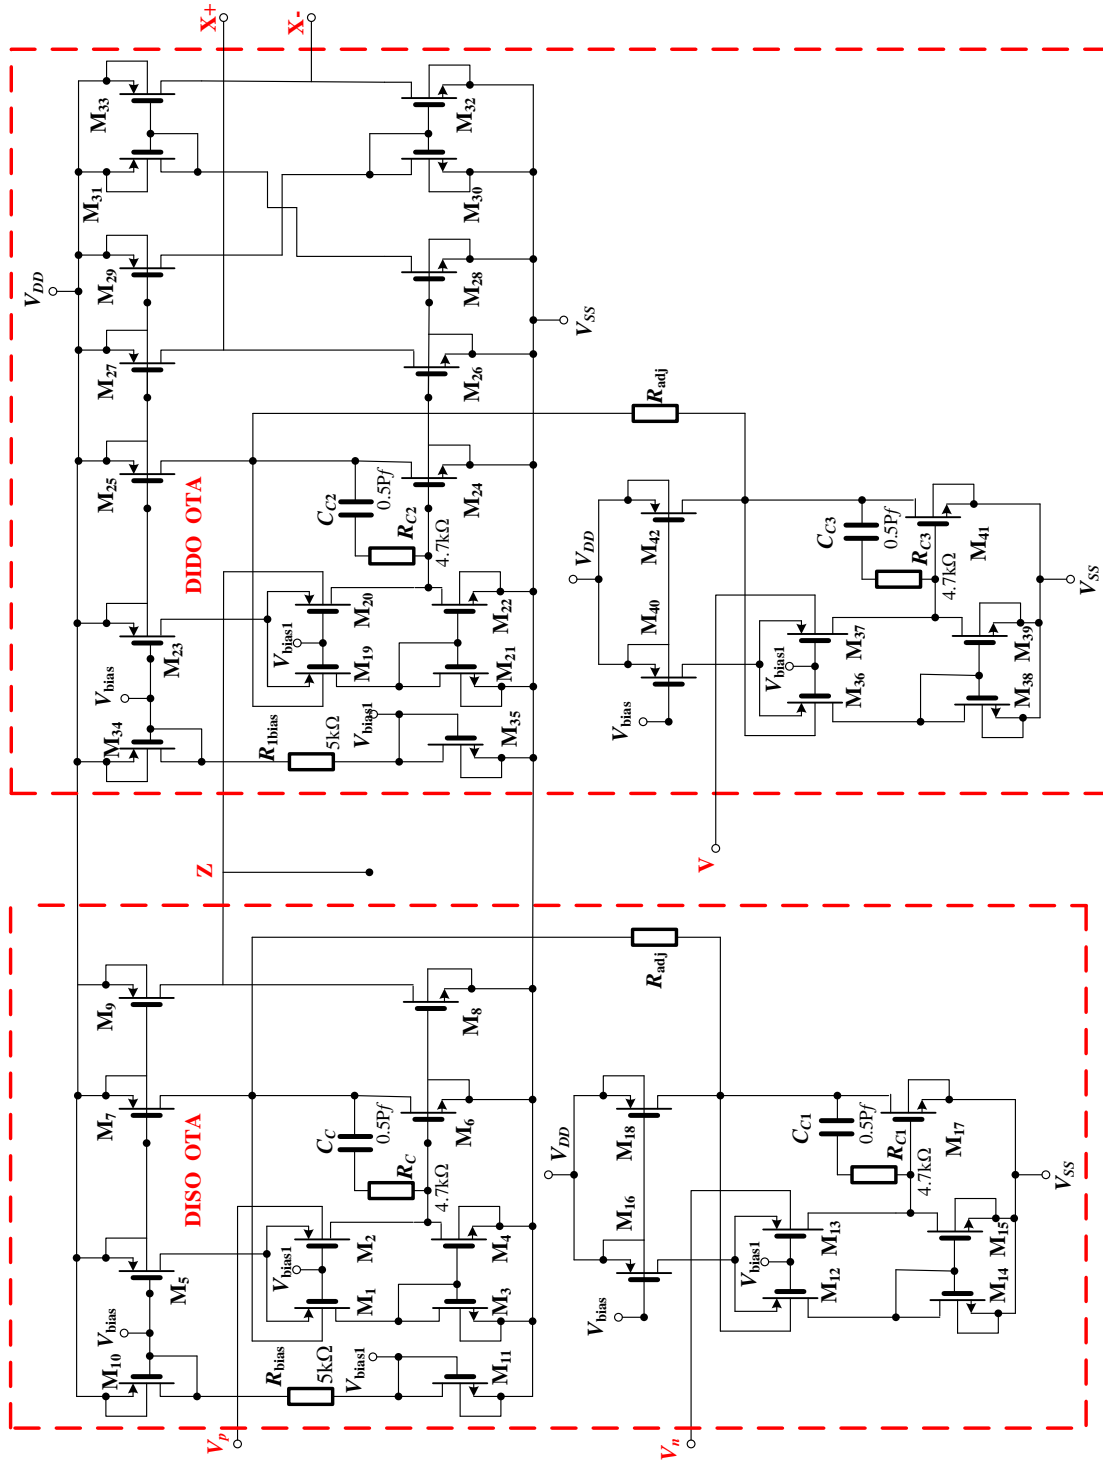 X+
X-
M33
M31
M32
M30
VDD
M29
M28
VSS
M27
M26
M25
DIDO OTA
CC2
0.5Pf
RC2
4.7kΩ
M24
Radj
M23
Vbias
M34
Vbias1
M20
M19
M22
M21
R1bias
5kΩ
Vbias1
M35
VDD
M42
M40
Vbias
CC3
0.5Pf
RC3
4.7kΩ
M41
Vbias1
M37
M36
M39
M38
VSS
Z
V
M9
M8
M7
DISO OTA
CC
0.5Pf
RC
4.7kΩ
M6
Radj
M5
Vbias
M10
Vbias1
M2
M1
M4
M3
Rbias
5kΩ
Vbias1
M11
VDD
M18
M16
Vbias
CC1
0.5Pf
RC1
4.7kΩ
M17
Vbias1
M13
M12
M15
M14
VSS
Vp
Vn